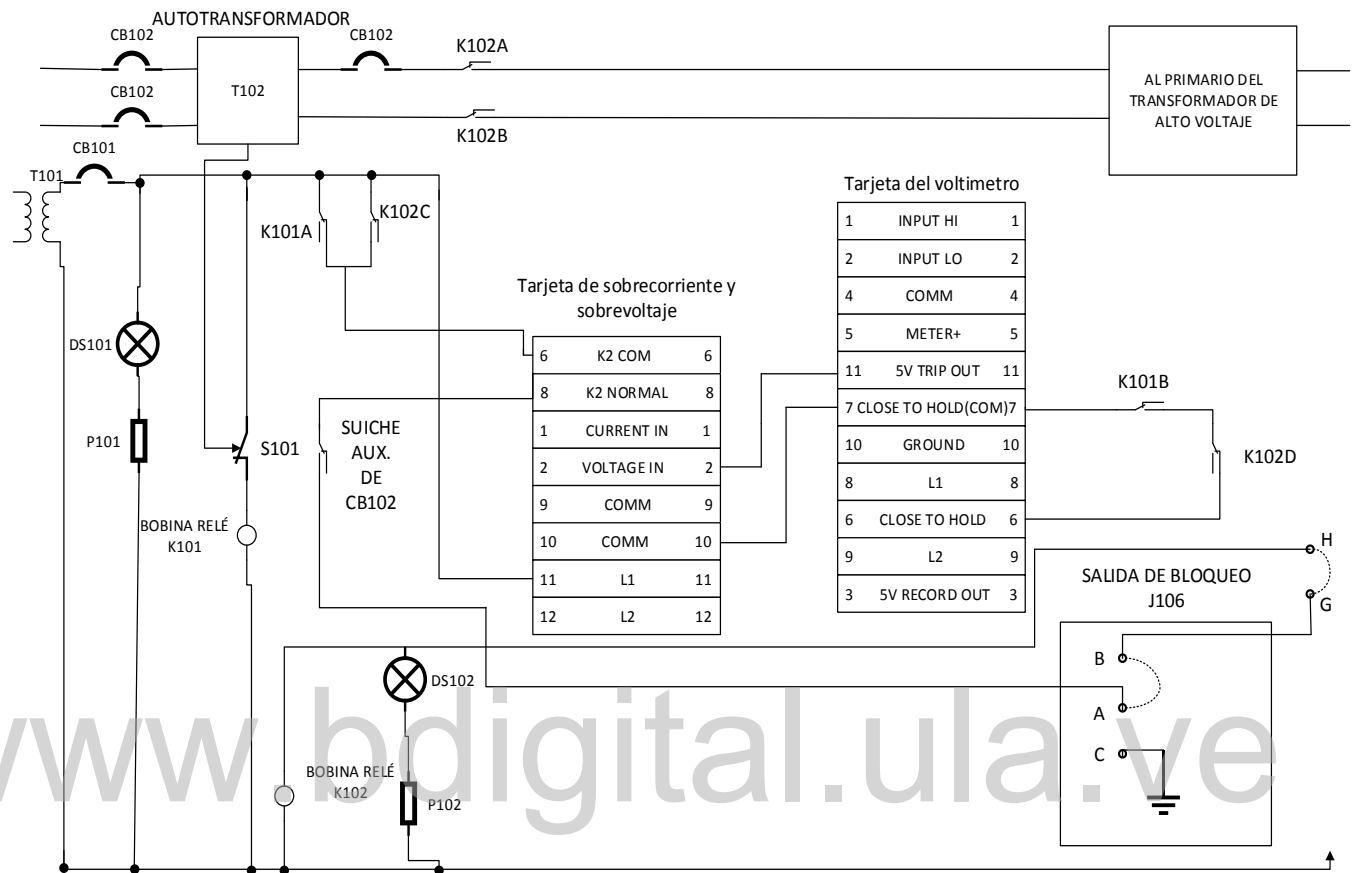 AUTOTRANSFORMADOR
CB102
CB102
K102A
T102
AL PRIMARIO DEL
TRANSFORMADOR DE
ALTO VOLTAJE
CB102
K102B
CB101
T101
K101A
K102C
Tarjeta del voltimetro
1 INPUT HI 1
2 INPUT LO 2
4 COMM 4
5 METER+ 5
11 5V TRIP OUT 11
7 CLOSE TO HOLD(COM) 7
10 GROUND 10
8 L1 8
6 CLOSE TO HOLD 6
9 L2 9
3 5V RECORD OUT 3
Tarjeta de sobrecorriente y
sobrevoltaje
6 K2 COM 6
8 K2 NORMAL 8
1 CURRENT IN 1
2 VOLTAGE IN 2
9 COMM 9
10 COMM 10
11 L1 11
12 L2 12
DS101
P101
S101
SUICHE
AUX.
DE
CB102
BOBINA RELÉ
K101
K101B
K102D
H
G
SALIDA DE BLOQUEO
J106
B
A
C
DS102
BOBINA RELÉ
K102
P102
www.bdigital.ula.ve